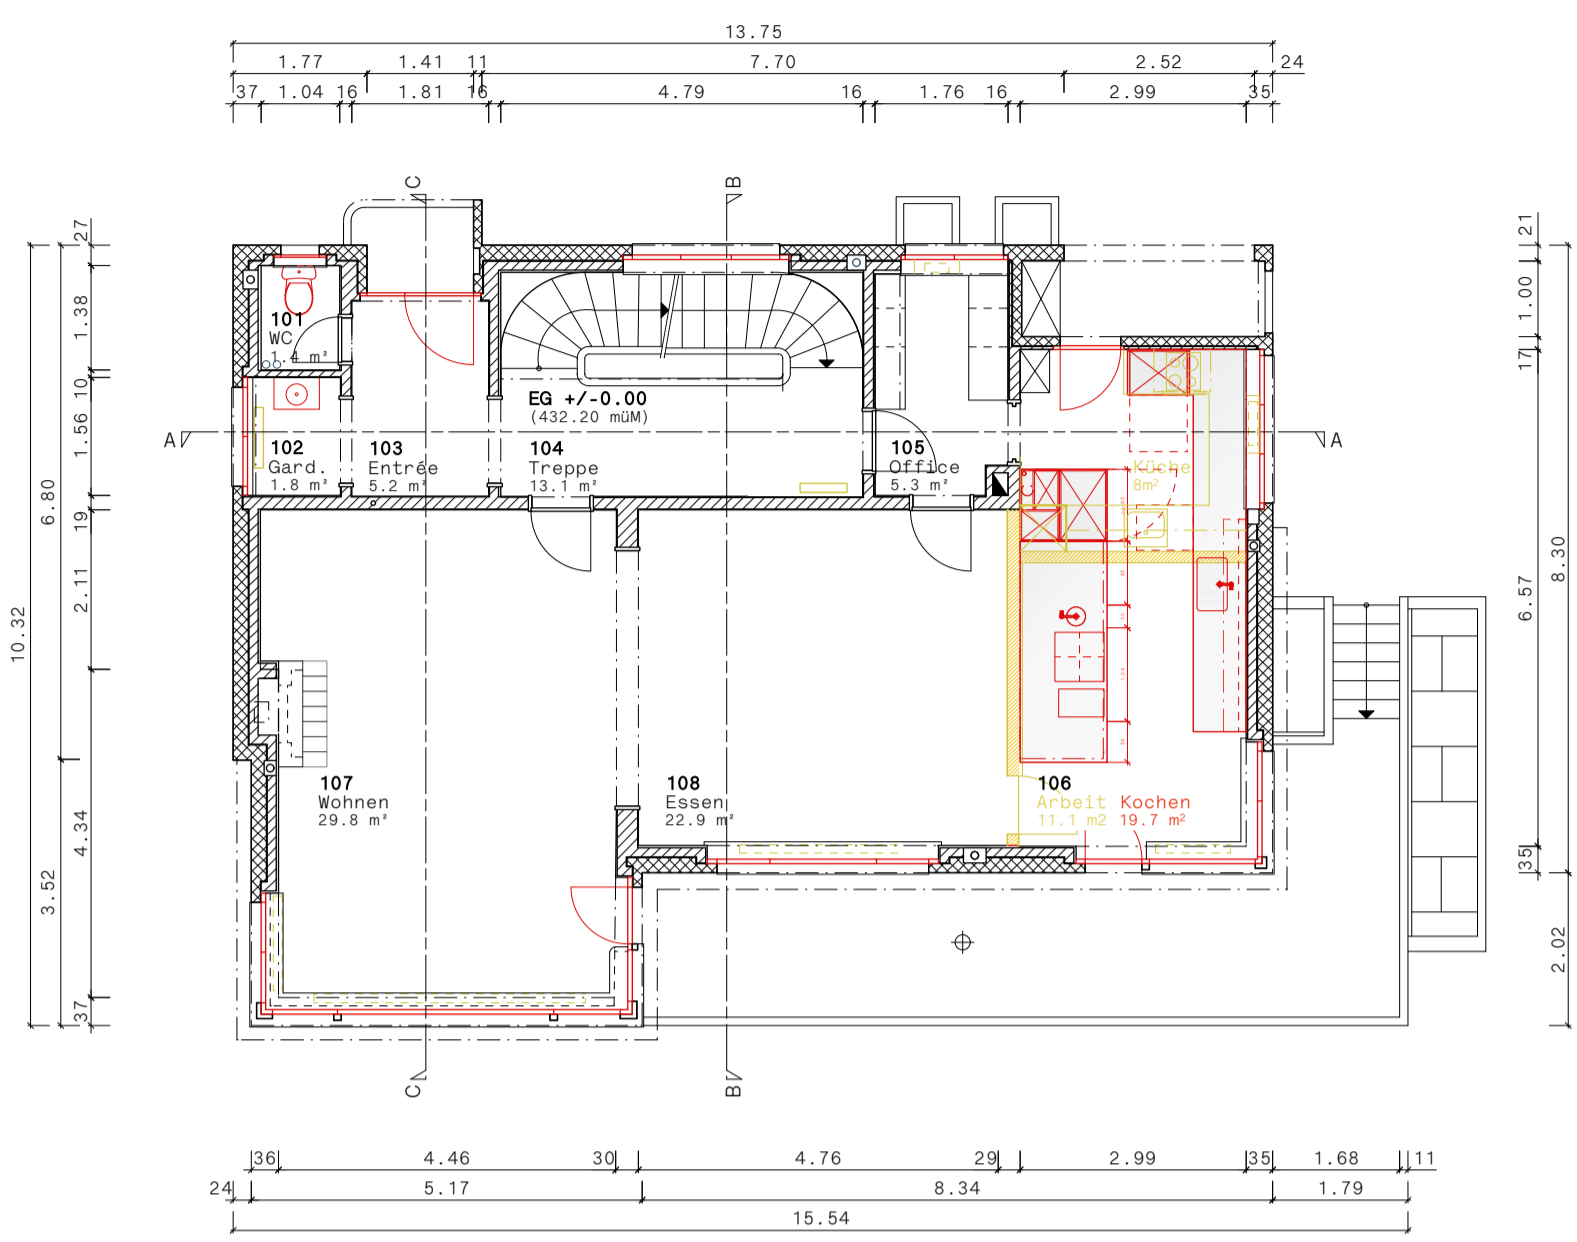 13.75
1.77 1.41 11 7.70 2.52 24
37 1.04 16 1.81 16 4.79 16 1.76 16 2.99 35
C B
27 21
1.38 1.00
101
WC
1.4 m²
17
10
EG +/-0.00
(432.20 müM)
1.56
A A
102 103 104 105
Gard. Entrée Treppe Office Küche
1.8 m² 5.2 m² 13.1 m² 5.3 m² 8m²
C
6.80 19
8.30
2.11 6.57
10.32
107 108 106
Wohnen Essen Arbeit Kochen
29.8 m² 22.9 m² 11.1 m2 19.7 m²
4.34
35
3.52
2.02
37
C B
36 4.46 30 4.76 29 2.99 35 1.68 11
24 5.17 8.34 1.79
15.54